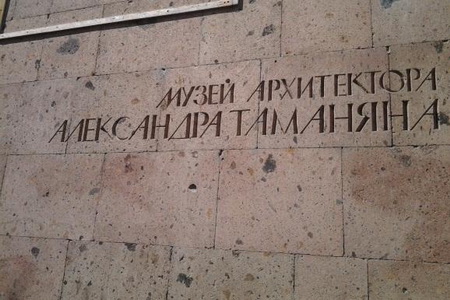 МУЗЕЙ АРХИТЕКТОРА
АЛЕКСАНДРА ТАМАНЯНА